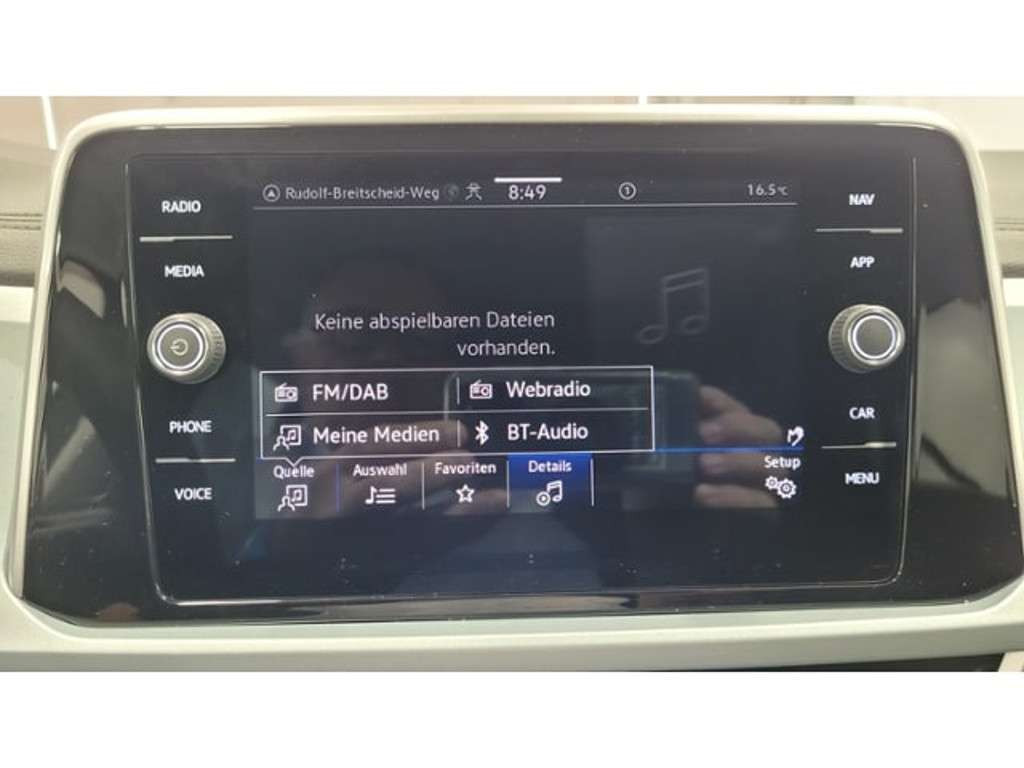 RADIO
MEDIA
PHONE
VOICE
Rudolf-Breitscheid-Weg 8:49 1 16.5°C
Keine abspielbaren Dateien
vorhanden.
FM/DAB Webradio
Meine Medien BT-Audio
Quelle Auswahl Favoriten Details Setup
NAV
APP
CAR
MENU